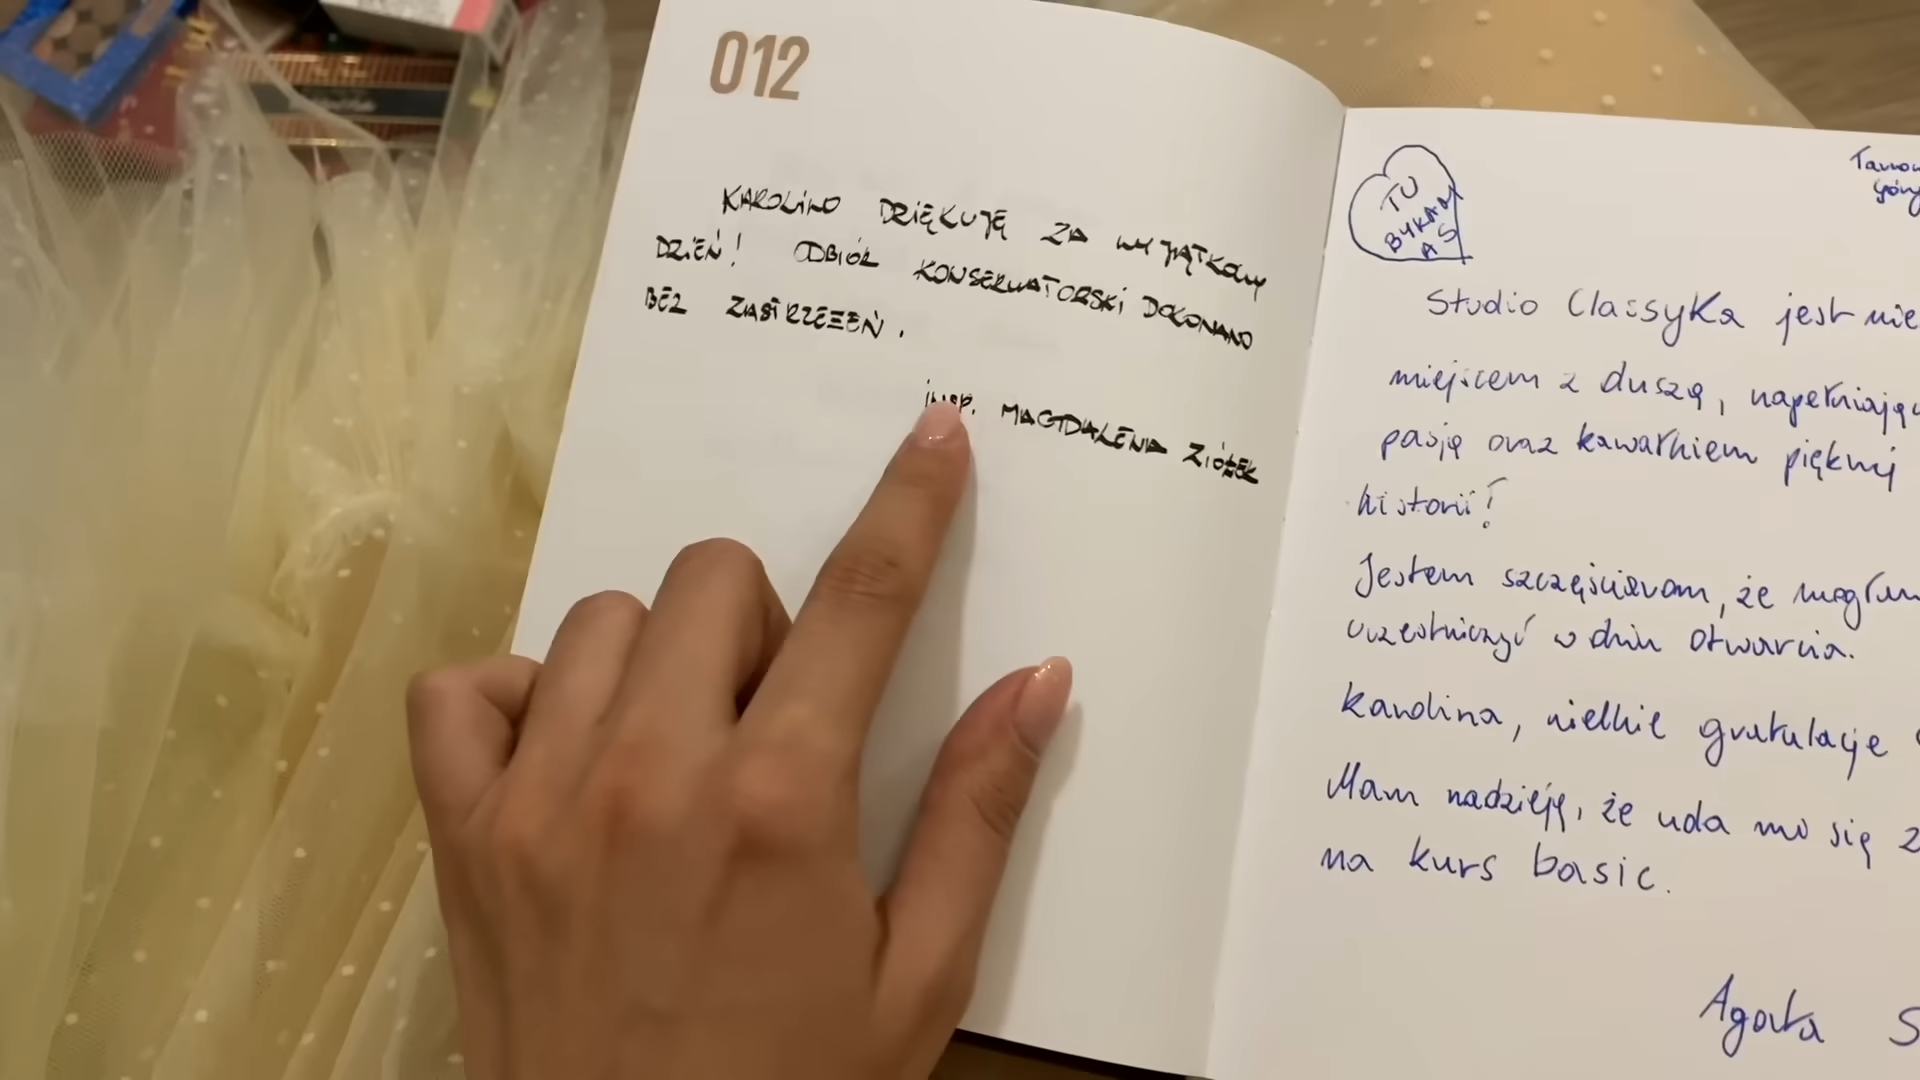 012
KAROLINO DZIĘKUJĘ ZA WYJĄTKOWY
DZIEŃ! ODBIÓR KONSERWATORSKI DOKONANO
BEZ ZASTRZEŻEŃ.
insp. MAGDALENA ZIÓŁEK
TU
BYŁAM
AS
Studio ClassyKa jest
miejscem z duszą,
pasją oraz kawałkiem pięknej
historii!
Jestem szczęśliwam, że mogłam
uczestniczyć w dniu otwarcia.
Karolina, wielkie gratulacje
Mam nadzieję, że uda mi się
na kurs basic.
Agata S